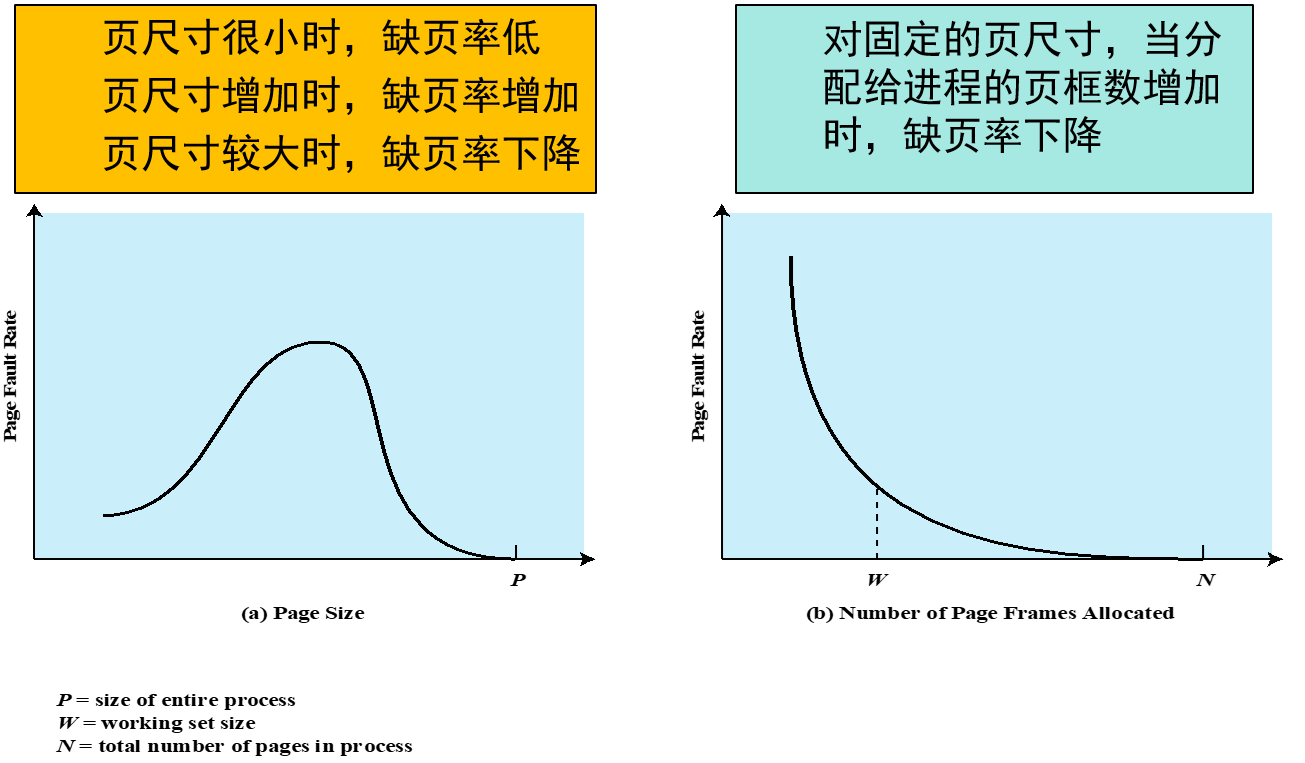 页尺寸很小时，缺页率低
页尺寸增加时，缺页率增加
页尺寸较大时，缺页率下降
对固定的页尺寸，当分
配给进程的页框数增加
时，缺页率下降
Page Fault Rate
P
(a) Page Size
Page Fault Rate
W
N
(b) Number of Page Frames Allocated
P = size of entire process
W = working set size
N = total number of pages in process